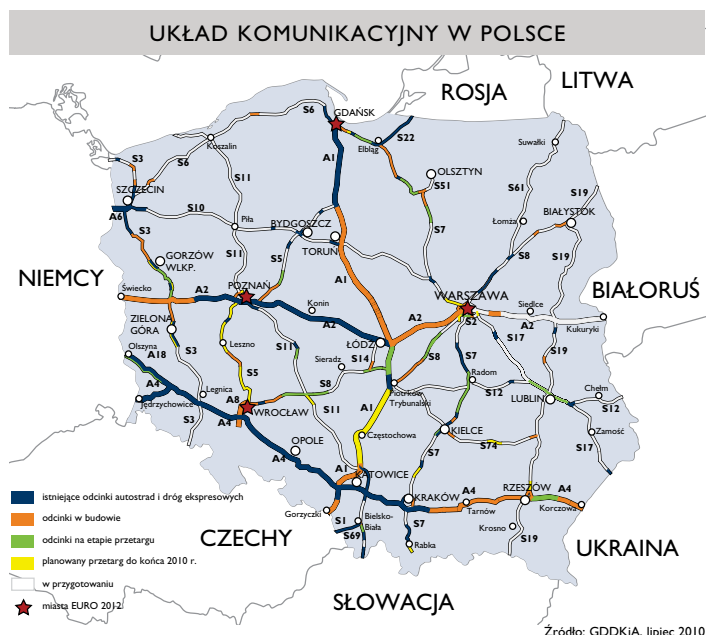 UKŁAD KOMUNIKACYJNY W POLSCE
LITWA
ROSJA
S6
GDAŃSK
Koszalin
Elbląg
S22
Suwałki
A1
S3
S6
S11
OLSZTYN
S51
S61
S19
SZCZECIN
A6
S10
Piła
BYDGOSZCZ
TORUŃ
Łomża
BIAŁYSTOK
S3
S7
S8
S19
GORZÓW
WLKP.
S11
S5
A1
NIEMCY
BIAŁORUŚ
Świecko
A2
POZNAŃ
Konin
A2
WARSZAWA
Siedlce
A2
S2
A2
Kukuryki
ZIELONA
GÓRA
Olszyna
A18
S3
Leszno
S11
ŁÓDŹ
S14
Sieradz
S8
S7
S17
S19
A4
Jędrzychowice
Legnica
S5
S8
Piotrków
Trybunalski
Radom
S12
LUBLIN
Chełm
S12
A8
WROCŁAW
A4
S3
S11
A1
Częstochowa
KIELCE
S74
Zamość
S17
OPOLE
A4
S7
A1
KATOWICE
KRAKÓW
A4
Tarnów
RZESZÓW
A4
Korczowa
Gorzyczki
S1
Bielsko-
Biała
S69
S7
Rabka
Krosno
S19
istniejące odcinki autostrad i dróg ekspresowych
odcinki w budowie
odcinki na etapie przetargu
planowany przetarg do końca 2010 r.
w przygotowaniu
miasta EURO 2012
CZECHY
UKRAINA
SŁOWACJA
Źródło: GDDKiA, lipiec 2010